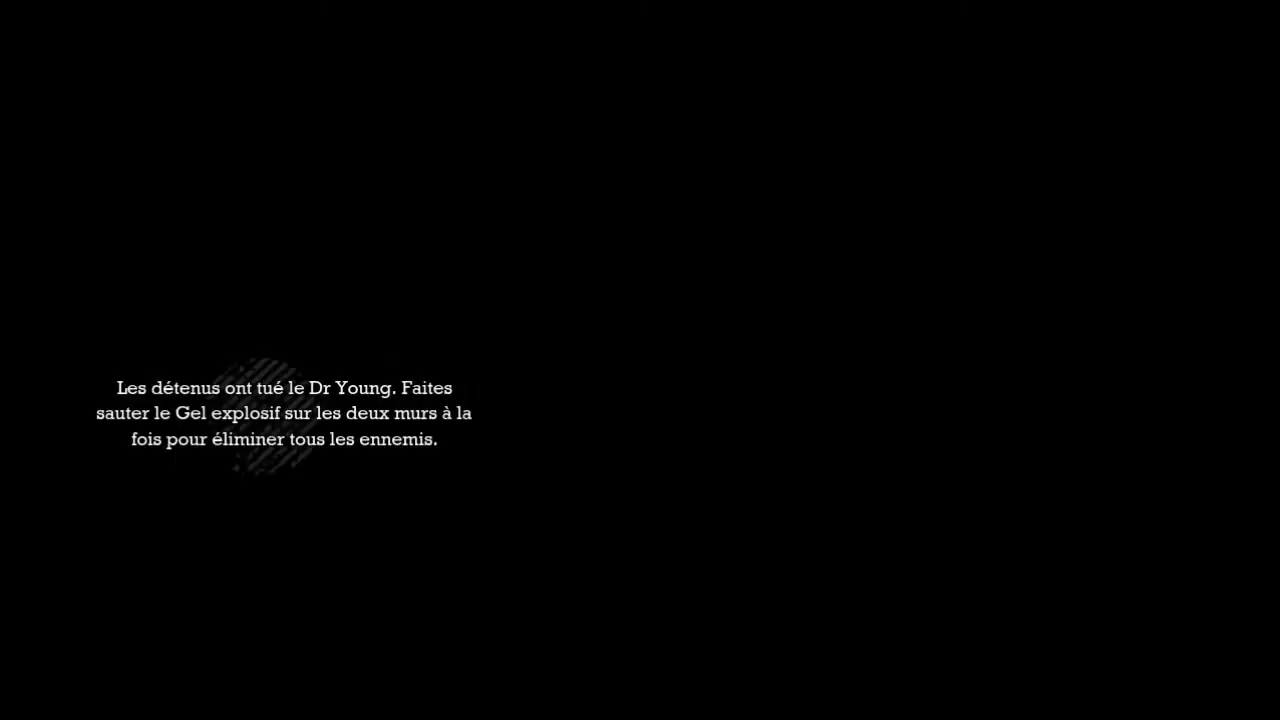 Les détenus ont tué le Dr Young. Faites
sauter le Gel explosif sur les deux murs à la
fois pour éliminer tous les ennemis.